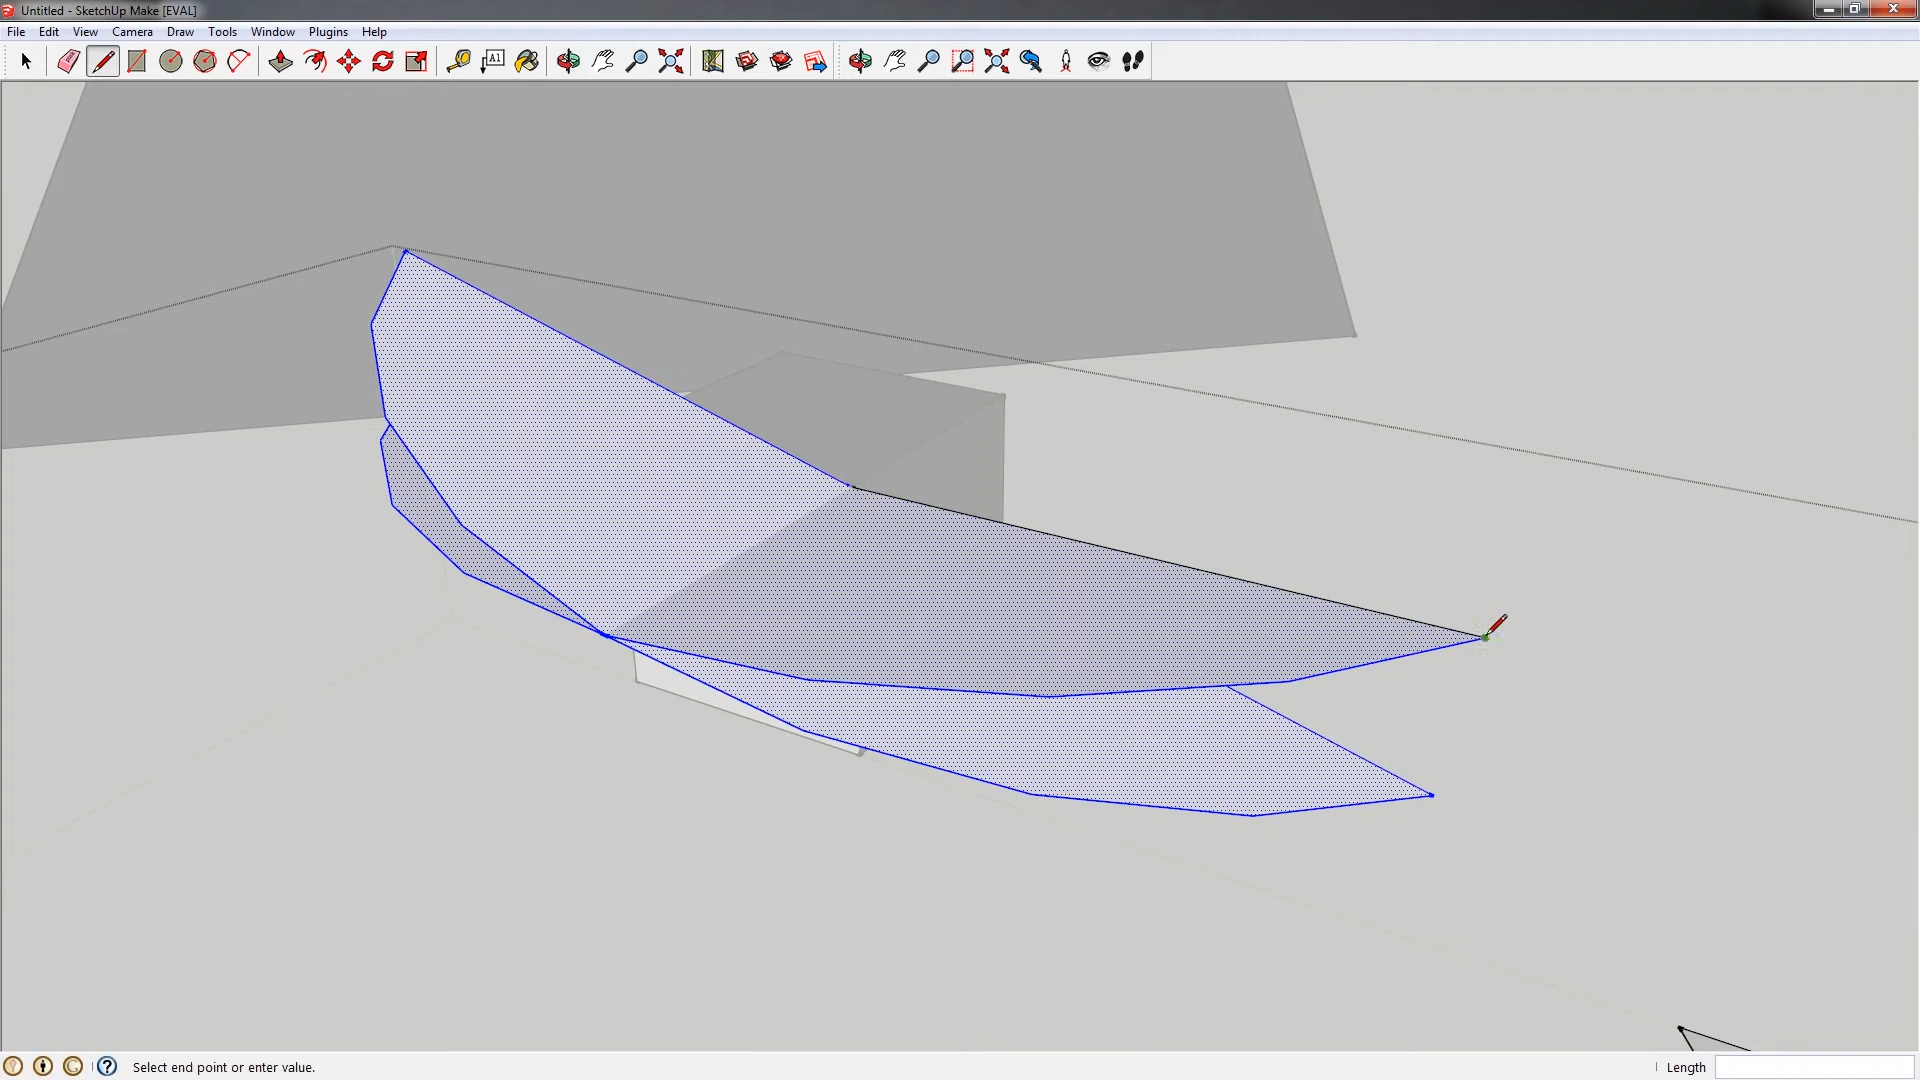 Untitled - SketchUp Make [EVAL]
File Edit View Camera Draw Tools Window Plugins Help
A1
Select end point or enter value.
Length